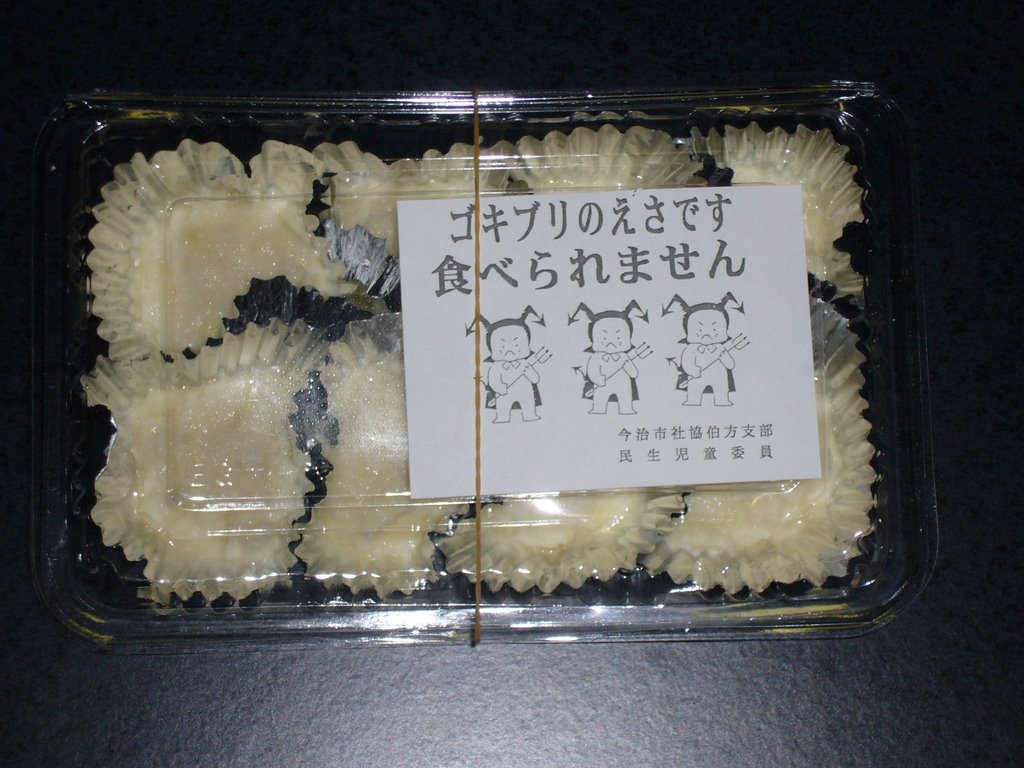 ゴキブリのえさです
食べられません
今治市社協伯方支部
民生児童委員